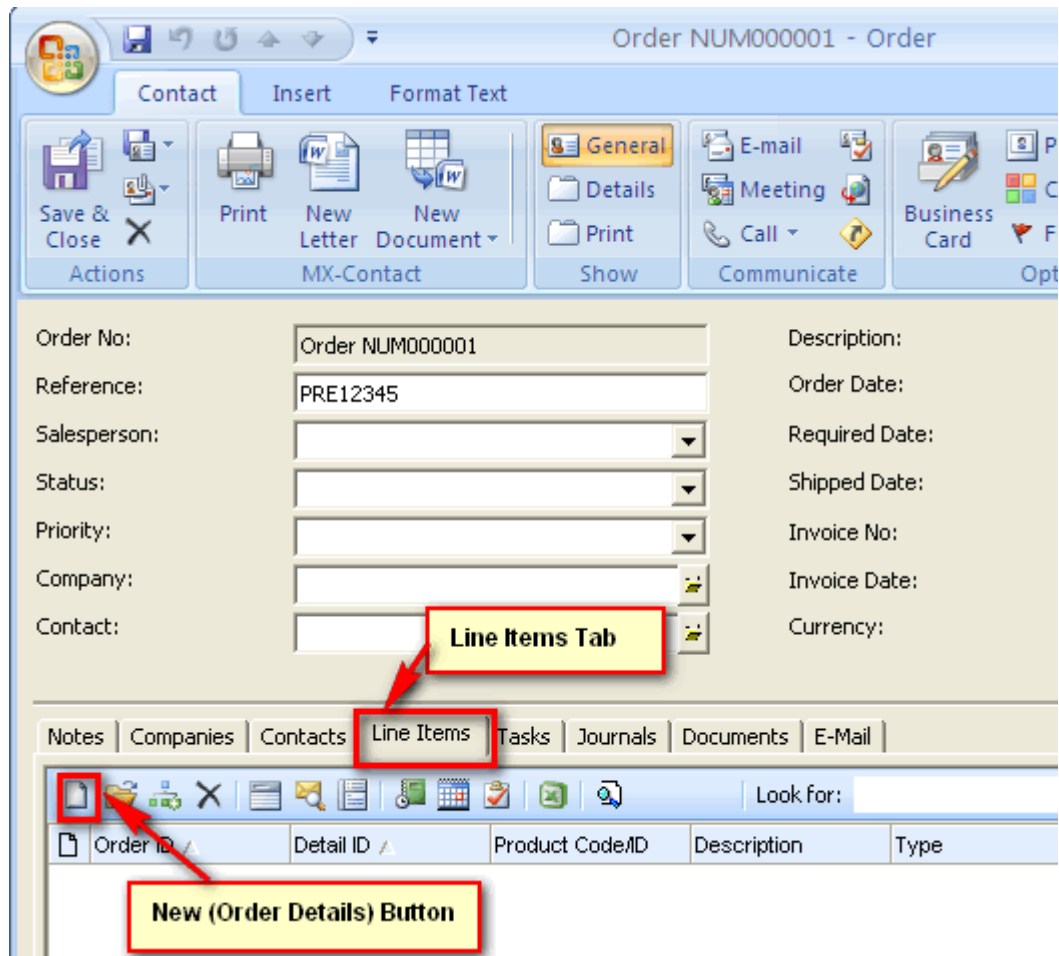 Order NUM000001 - Order
Contact Insert Format Text
Save & Close
Print
New Letter
New Document
General
Details
Print
E-mail
Meeting
Call
Business Card
P
C
F
Actions MX-Contact Show Communicate Opt
Order No: Order NUM000001 Description:
Reference: PRE12345 Order Date:
Salesperson: Required Date:
Status: Shipped Date:
Priority: Invoice No:
Company: Invoice Date:
Contact: Currency:
Line Items Tab
Notes Companies Contacts Line Items Tasks Journals Documents E-Mail
Look for:
Order ID Detail ID Product Code/ID Description Type
New (Order Details) Button